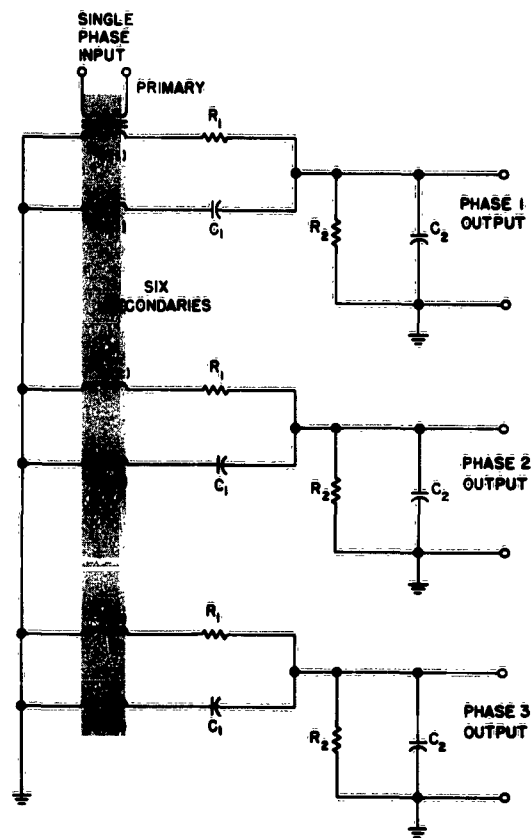 SINGLE
PHASE
INPUT
PRIMARY
R1
C1
R2
C2
PHASE 1
OUTPUT
SIX
CONDARIES
R1
C1
R2
C2
PHASE 2
OUTPUT
R1
C1
R2
C2
PHASE 3
OUTPUT